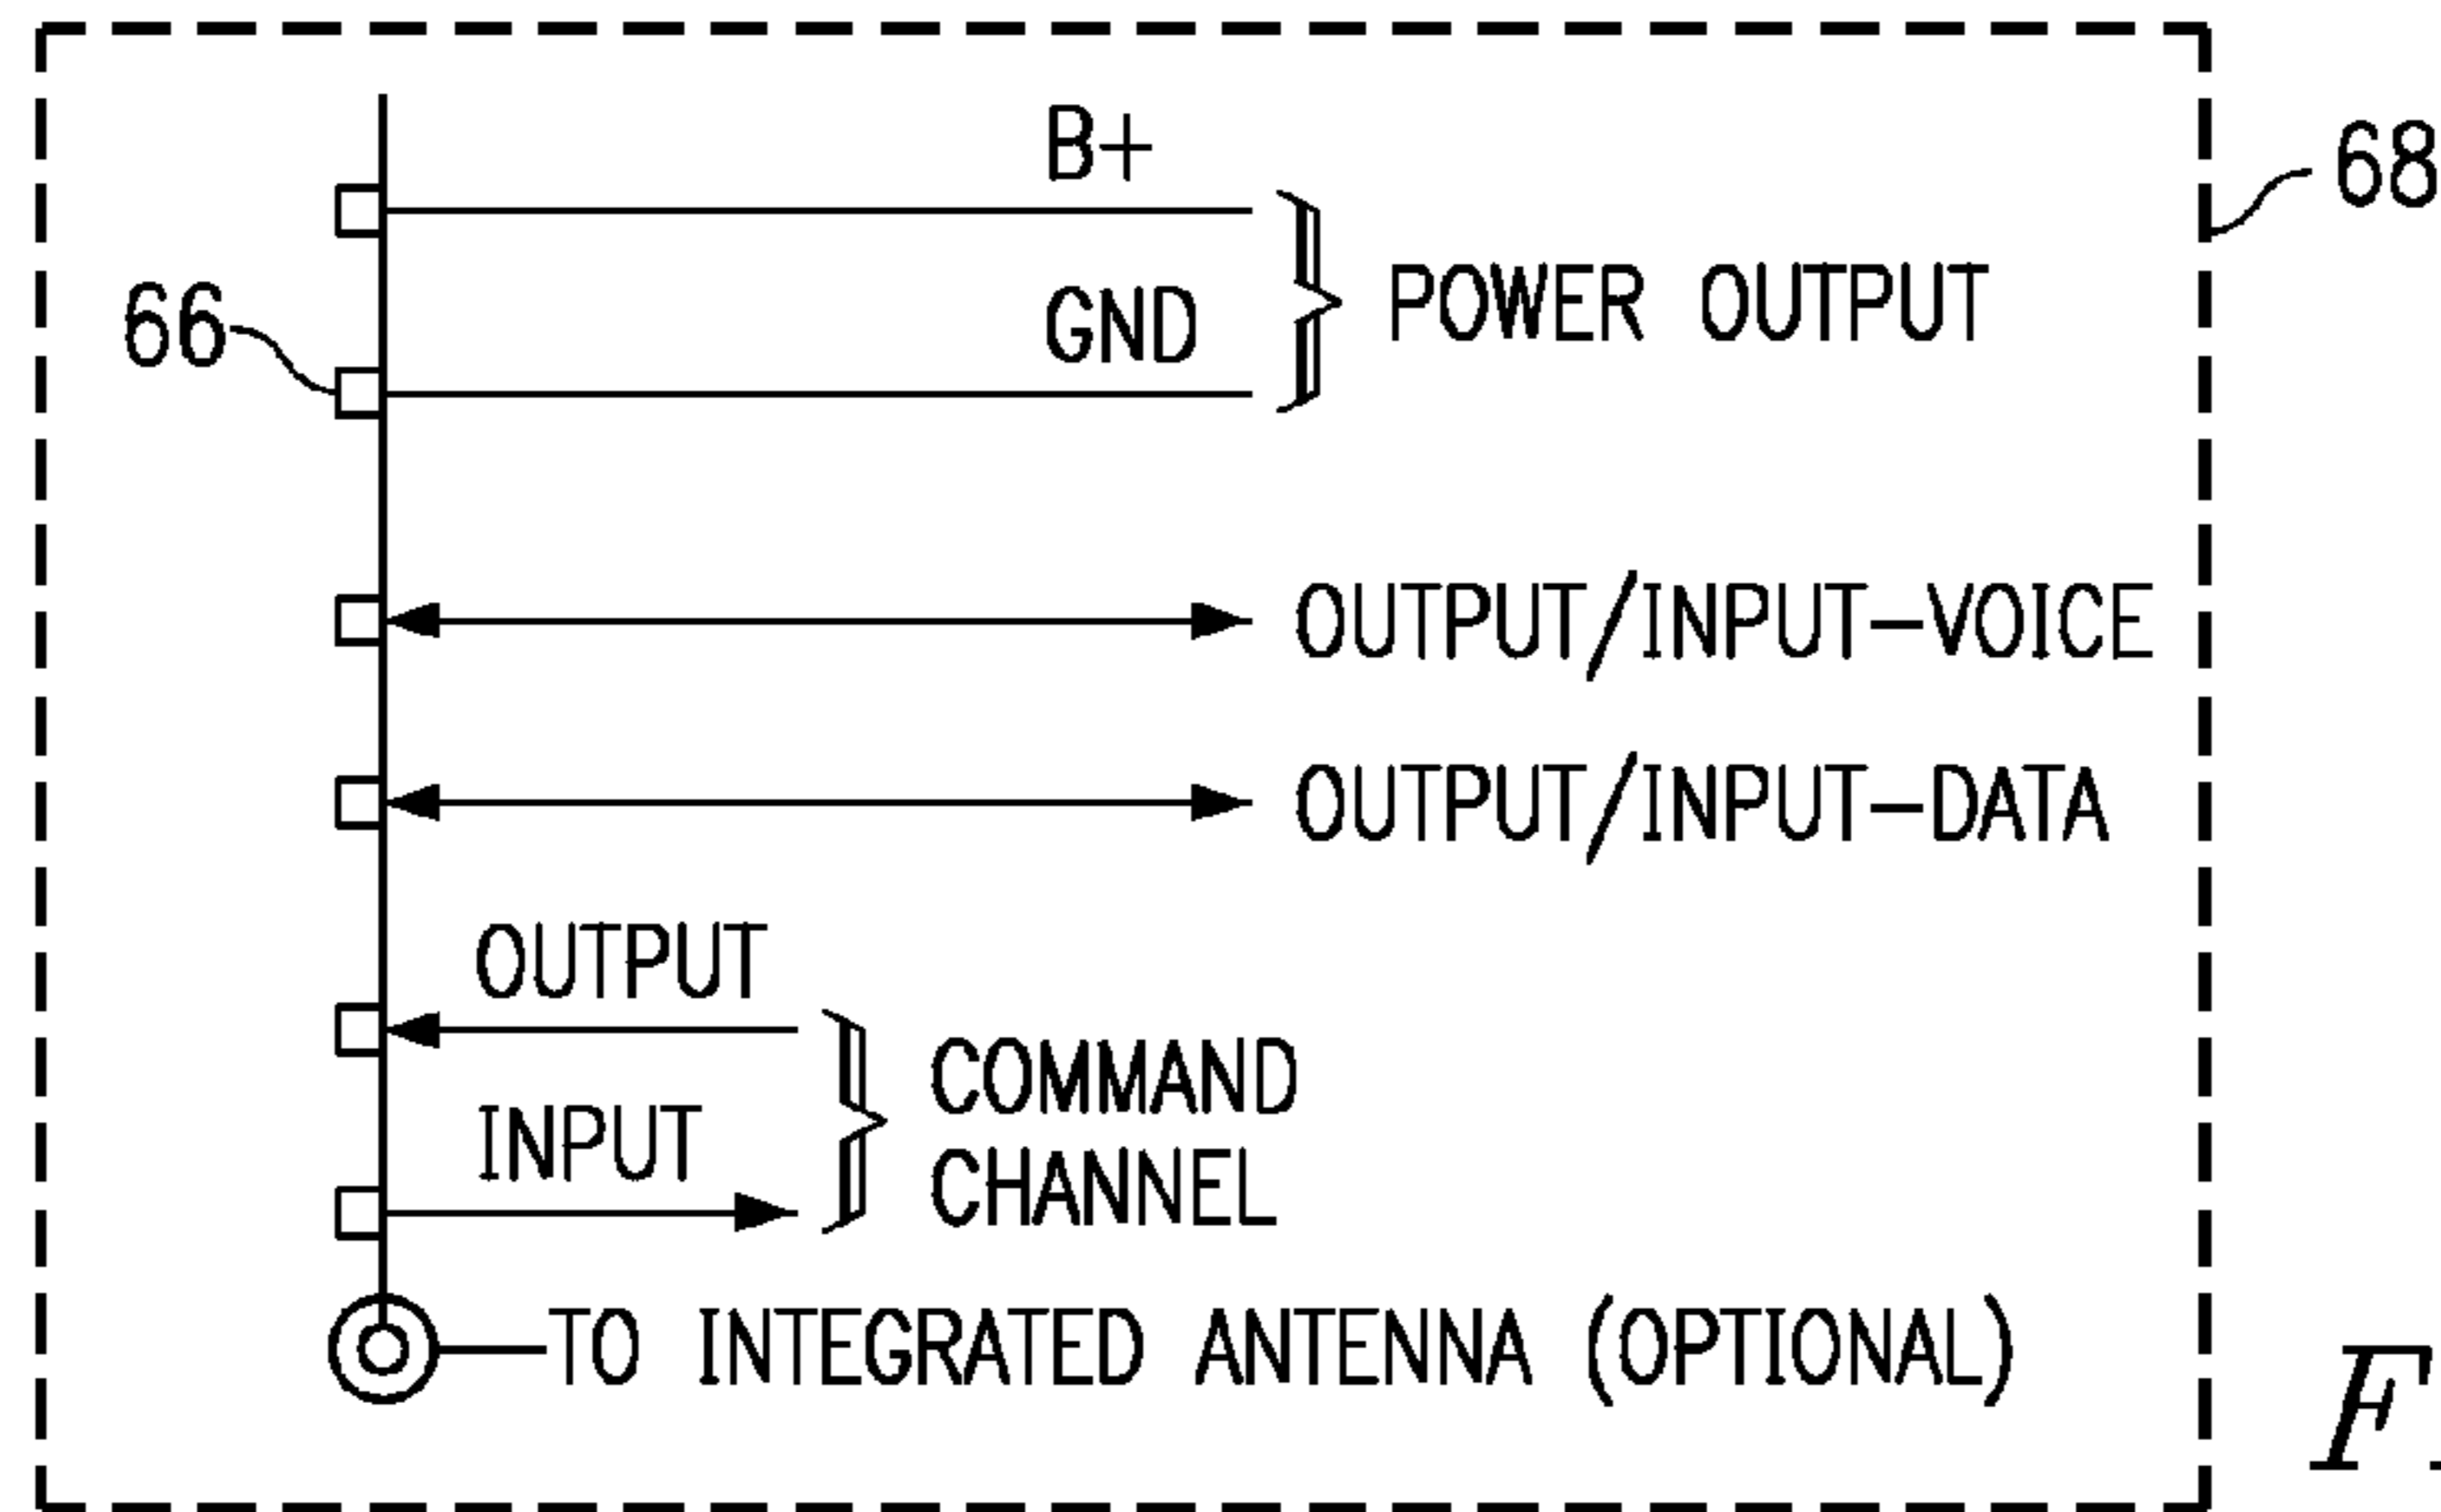 B+
68
GND
POWER OUTPUT
66
OUTPUT/INPUT-VOICE
OUTPUT/INPUT-DATA
OUTPUT
COMMAND
CHANNEL
INPUT
TO INTEGRATED ANTENNA (OPTIONAL)